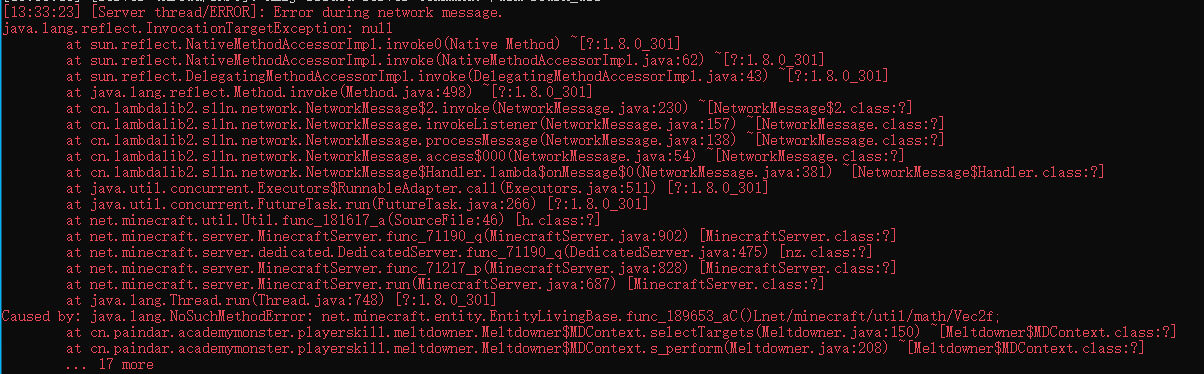 [13:33:23] [Server thread/ERROR]: Error during network message.
java.lang.reflect.InvocationTargetException: null
at sun.reflect.NativeMethodAccessorImpl.invoke0(Native Method) ~[?:1.8.0_301]
at sun.reflect.NativeMethodAccessorImpl.invoke(NativeMethodAccessorImpl.java:62) ~[?:1.8.0_301]
at sun.reflect.DelegatingMethodAccessorImpl.invoke(DelegatingMethodAccessorImpl.java:43) ~[?:1.8.0_301]
at java.lang.reflect.Method.invoke(Method.java:498) ~[?:1.8.0_301]
at cn.lambdalib2.s11n.network.NetworkMessage$2.invoke(NetworkMessage.java:230) ~[NetworkMessage$2.class:?]
at cn.lambdalib2.s11n.network.NetworkMessage.invokeListener(NetworkMessage.java:157) ~[NetworkMessage.class:?]
at cn.lambdalib2.s11n.network.NetworkMessage.processMessage(NetworkMessage.java:138) ~[NetworkMessage.class:?]
at cn.lambdalib2.s11n.network.NetworkMessage.access$000(NetworkMessage.java:54) ~[NetworkMessage.class:?]
at cn.lambdalib2.s11n.network.NetworkMessage$Handler.lambda$onMessage$0(NetworkMessage.java:381) ~[NetworkMessage$Handler.class:?]
at java.util.concurrent.Executors$RunnableAdapter.call(Executors.java:511) [?:1.8.0_301]
at java.util.concurrent.FutureTask.run(FutureTask.java:266) [?:1.8.0_301]
at net.minecraft.util.Util.func_181617_a(SourceFile:46) [h.class:?]
at net.minecraft.server.MinecraftServer.func_71190_q(MinecraftServer.java:902) [MinecraftServer.class:?]
at net.minecraft.server.dedicated.DedicatedServer.func_71190_q(DedicatedServer.java:475) [nz.class:?]
at net.minecraft.server.MinecraftServer.func_71217_p(MinecraftServer.java:828) [MinecraftServer.class:?]
at net.minecraft.server.MinecraftServer.run(MinecraftServer.java:687) [MinecraftServer.class:?]
at java.lang.Thread.run(Thread.java:748) [?:1.8.0_301]
Caused by: java.lang.NoSuchMethodError: net.minecraft.entity.EntityLivingBase.func_189653_aC()Lnet/minecraft/util/math/Vec2f;
at cn.paindar.academymonster.playerskill.meltdowner.Meltdowner$MDContext.selectTargets(Meltdowner.java:150) ~[Meltdowner$MDContext.class:?]
at cn.paindar.academymonster.playerskill.meltdowner.Meltdowner$MDContext.s_perform(Meltdowner.java:208) ~[Meltdowner$MDContext.class:?]
... 17 more